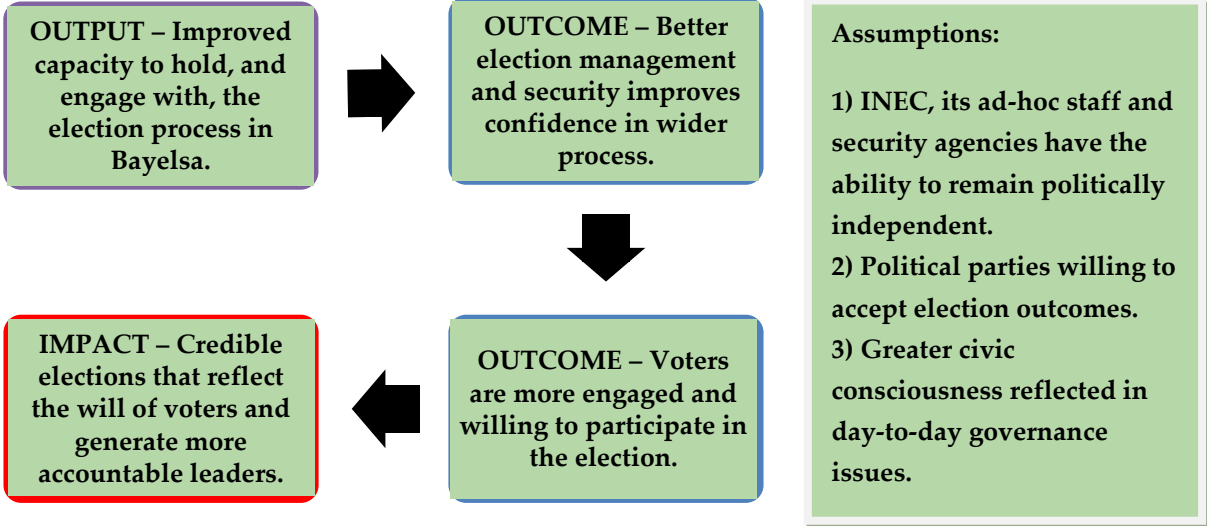 OUTPUT – Improved
capacity to hold, and
engage with, the
election process in
Bayelsa.
OUTCOME – Better
election management
and security improves
confidence in wider
process.
OUTCOME – Voters
are more engaged and
willing to participate in
the election.
IMPACT – Credible
elections that reflect
the will of voters and
generate more
accountable leaders.
Assumptions:
1) INEC, its ad-hoc staff and
security agencies have the
ability to remain politically
independent.
2) Political parties willing to
accept election outcomes.
3) Greater civic
consciousness reflected in
day-to-day governance
issues.